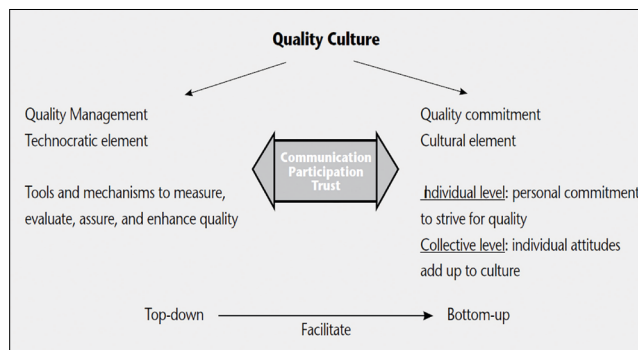 Quality Culture
Quality Management
Technocratic element
Tools and mechanisms to measure,
evaluate, assure, and enhance quality
Communication
Participation
Trust
Quality commitment
Cultural element
Individual level: personal commitment
to strive for quality
Collective level: individual attitudes
add up to culture
Top-down
Facilitate
Bottom-up